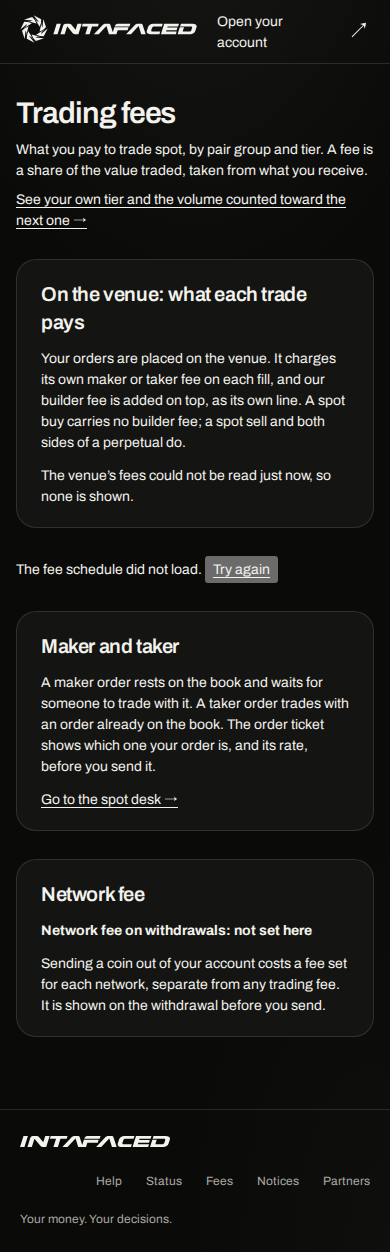 INTAFACED
Open your
account
Trading fees
What you pay to trade spot, by pair group and tier. A fee is
a share of the value traded, taken from what you receive.
See your own tier and the volume counted toward the
next one →
On the venue: what each trade
pays
Your orders are placed on the venue. It charges
its own maker or taker fee on each fill, and our
builder fee is added on top, as its own line. A spot
buy carries no builder fee; a spot sell and both
sides of a perpetual do.
The venue’s fees could not be read just now, so
none is shown.
The fee schedule did not load. Try again
Maker and taker
A maker order rests on the book and waits for
someone to trade with it. A taker order trades with
an order already on the book. The order ticket
shows which one your order is, and its rate,
before you send it.
Go to the spot desk →
Network fee
Network fee on withdrawals: not set here
Sending a coin out of your account costs a fee set
for each network, separate from any trading fee.
It is shown on the withdrawal before you send.
INTAFACED
Help Status Fees Notices Partners
Your money. Your decisions.